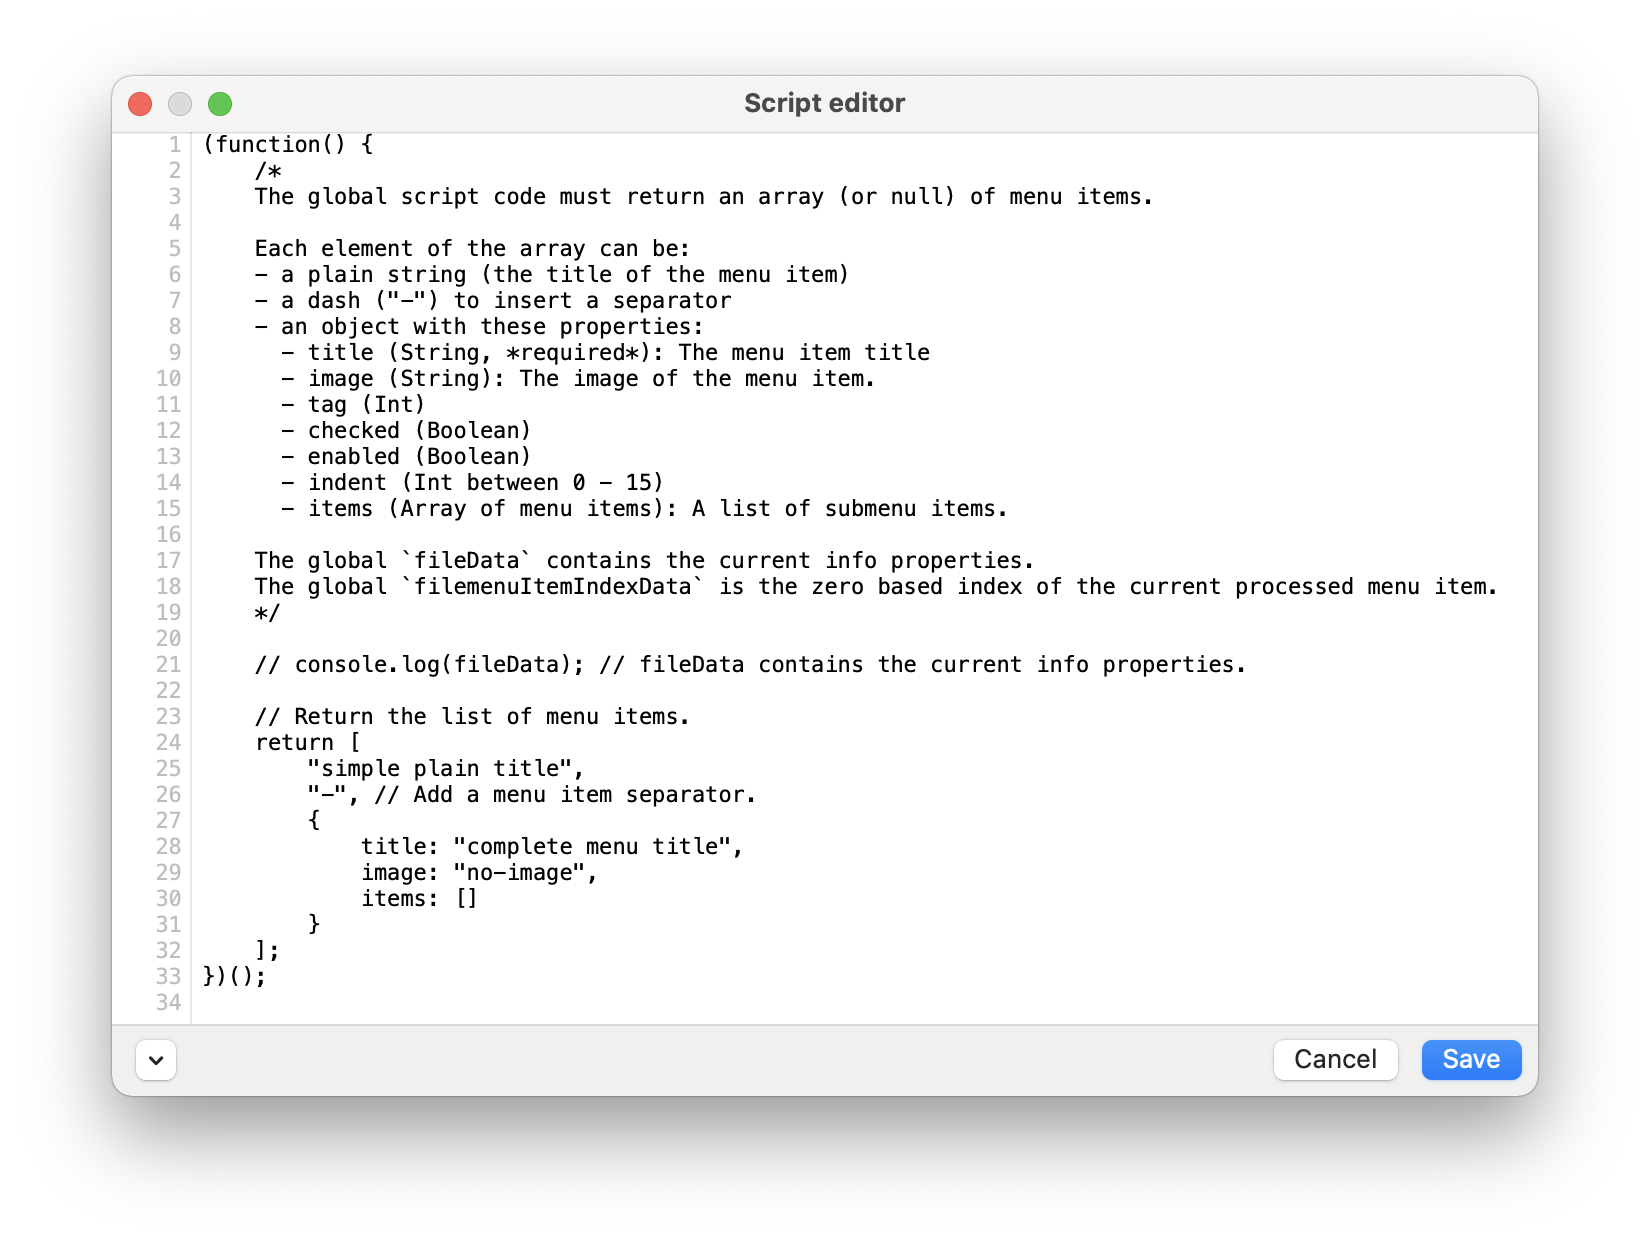 Script editor
1 (function() {
2     /*
3     The global script code must return an array (or null) of menu items.
4
5     Each element of the array can be:
6     - a plain string (the title of the menu item)
7     - a dash ("-") to insert a separator
8     - an object with these properties:
9       - title (String, *required*): The menu item title
10       - image (String): The image of the menu item.
11       - tag (Int)
12       - checked (Boolean)
13       - enabled (Boolean)
14       - indent (Int between 0 - 15)
15       - items (Array of menu items): A list of submenu items.
16
17     The global `fileData` contains the current info properties.
18     The global `filemenuItemIndexData` is the zero based index of the current processed menu item.
19     */
20
21     // console.log(fileData); // fileData contains the current info properties.
22
23     // Return the list of menu items.
24     return [
25         "simple plain title",
26         "-", // Add a menu item separator.
27         {
28             title: "complete menu title",
29             image: "no-image",
30             items: []
31         }
32     ];
33 })();
34
Cancel Save